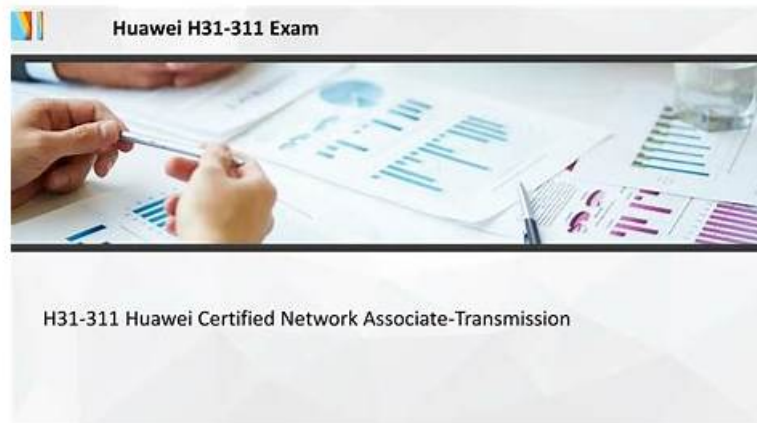 Huawei H31-311 Exam
H31-311 Huawei Certified Network Associate-Transmission